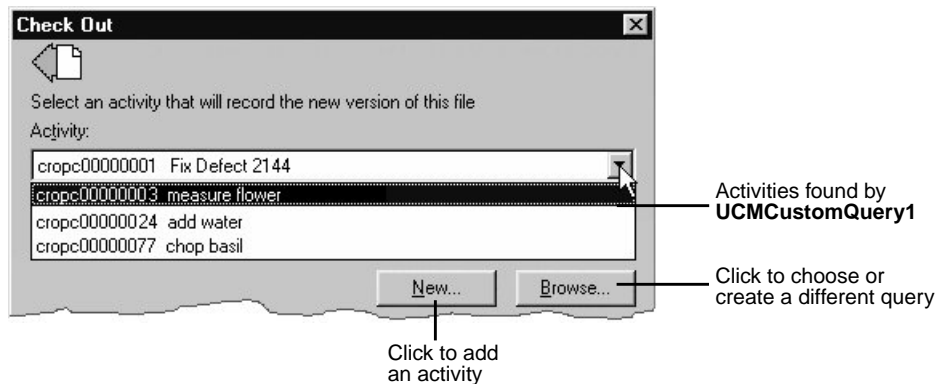 Check Out
Select an activity that will record the new version of this file
Activity:
cropc00000001 Fix Defect 2144
cropc00000003 measure flower
cropc00000024 add water
cropc00000077 chop basil
New...
Browse...
Activities found by
UCMCustomQuery1
Click to choose or
create a different query
Click to add
an activity